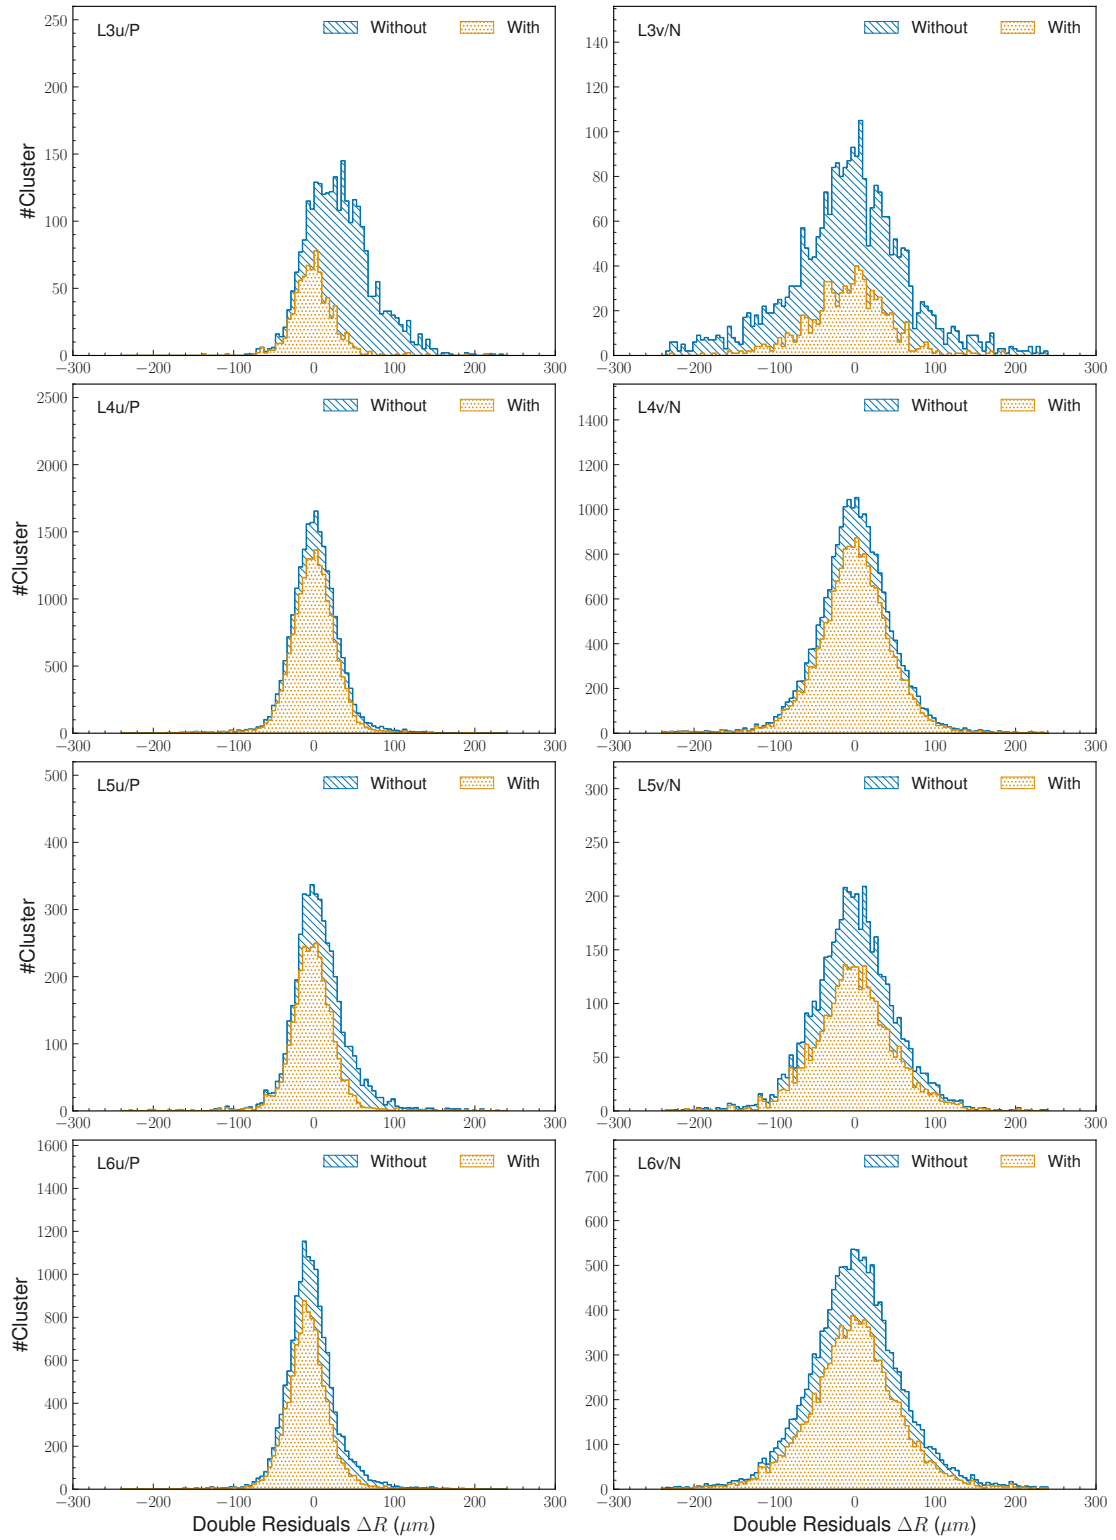 L3u/P Without With
250
200
150
100
50
0
#Cluster
−300 −200 −100 0 100 200 300
L3v/N Without With
140
120
100
80
60
40
20
0
−300 −200 −100 0 100 200 300
L4u/P Without With
2500
2000
1500
1000
500
0
#Cluster
−300 −200 −100 0 100 200 300
L4v/N Without With
1400
1200
1000
800
600
400
200
0
−300 −200 −100 0 100 200 300
L5u/P Without With
500
400
300
200
100
0
#Cluster
−300 −200 −100 0 100 200 300
L5v/N Without With
300
250
200
150
100
50
0
−300 −200 −100 0 100 200 300
L6u/P Without With
1600
1400
1200
1000
800
600
400
200
0
#Cluster
−300 −200 −100 0 100 200 300
Double Residuals ΔR (μm)
L6v/N Without With
700
600
500
400
300
200
100
0
−300 −200 −100 0 100 200 300
Double Residuals ΔR (μm)